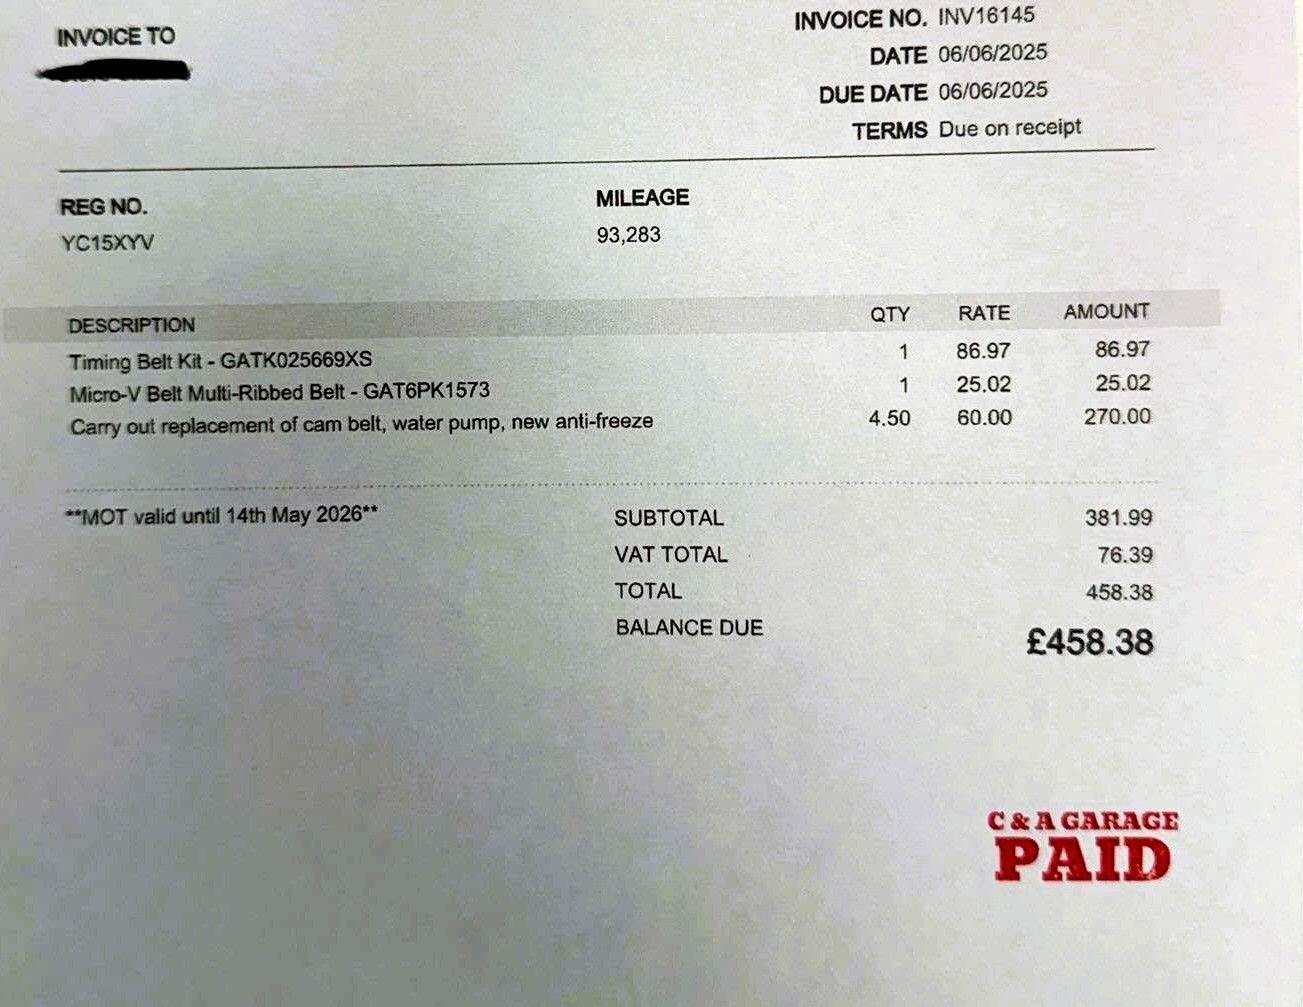 INVOICE TO
INVOICE NO. INV16145
DATE 06/06/2025
DUE DATE 06/06/2025
TERMS Due on receipt
REG NO. MILEAGE
YC15XYV 93,283
DESCRIPTION QTY RATE AMOUNT
Timing Belt Kit - GATK025669XS 1 86.97 86.97
Micro-V Belt Multi-Ribbed Belt - GAT6PK1573 1 25.02 25.02
Carry out replacement of cam belt, water pump, new anti-freeze 4.50 60.00 270.00
**MOT valid until 14th May 2026** SUBTOTAL 381.99
VAT TOTAL 76.39
TOTAL 458.38
BALANCE DUE £458.38
C & A GARAGE
PAID